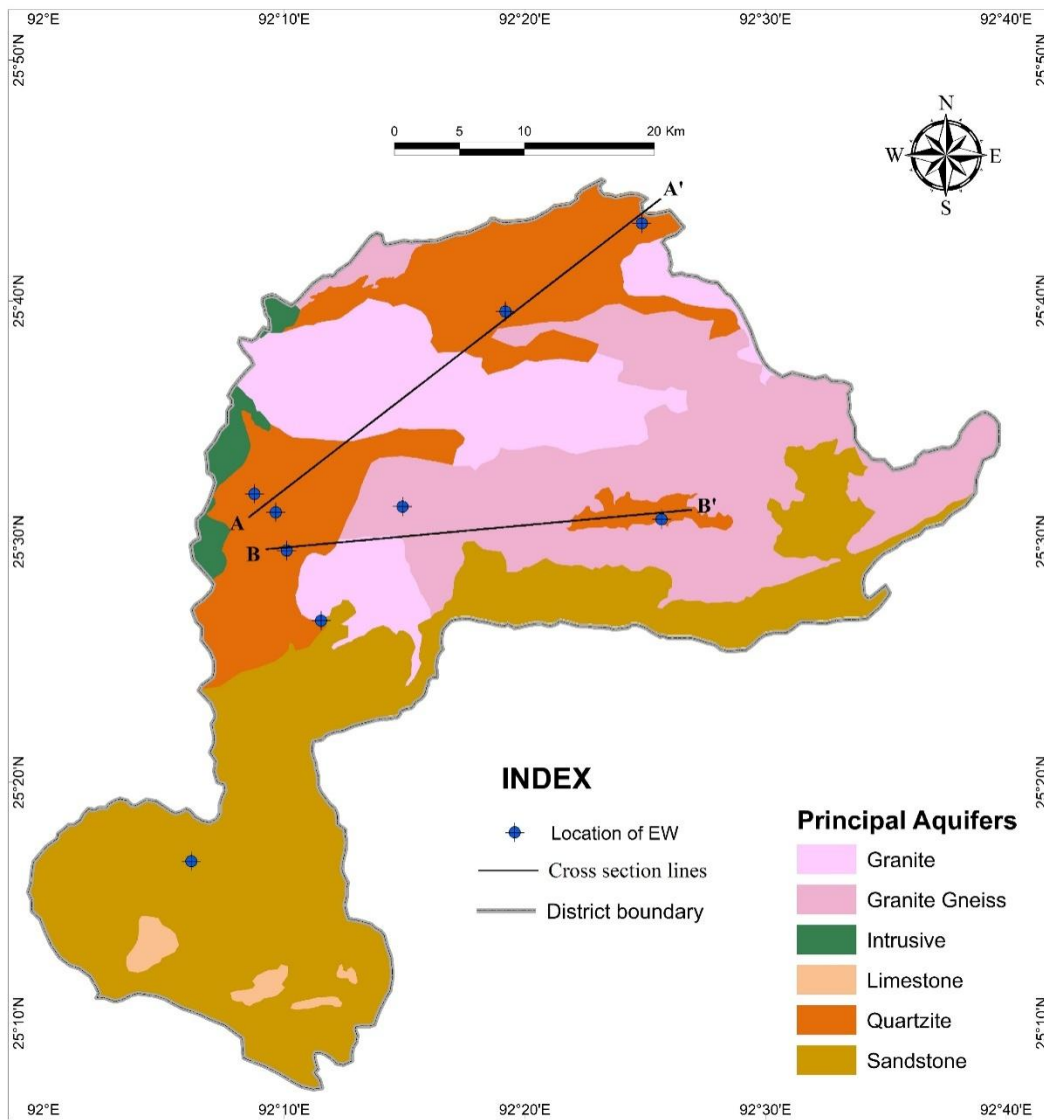 92°E 92°10'E 92°20'E 92°30'E 92°40'E
25°50'N 25°50'N
0 5 10 20 Km
N
W E
S
A'
25°40'N 25°40'N
A
B'
B
25°30'N 25°30'N
25°20'N 25°20'N
INDEX
Location of EW
Cross section lines
District boundary
Principal Aquifers
Granite
Granite Gneiss
Intrusive
Limestone
Quartzite
Sandstone
25°10'N 25°10'N
92°E 92°10'E 92°20'E 92°30'E 92°40'E